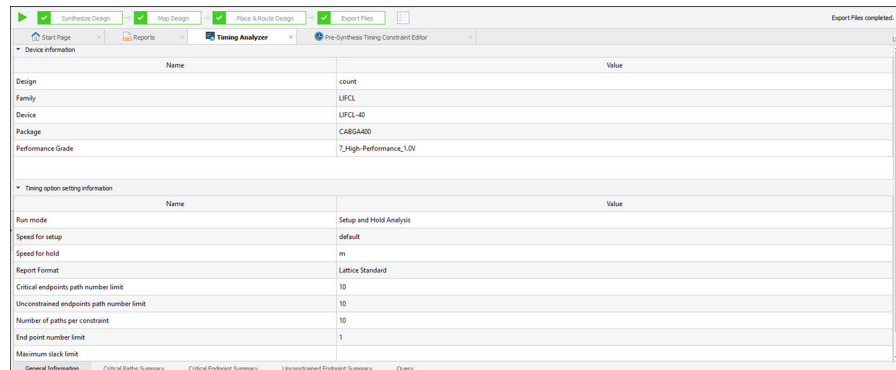 Synthesize Design Map Design Place & Route Design Export Files Export Files completed.
Start Page Reports Timing Analyzer Pre-Synthesis Timing Constraint Editor
Device information
Name Value
Design count
Family LIFCL
Device LIFCL-40
Package CABGA400
Performance Grade 7_High-Performance_1.0V
Timing option setting information
Name Value
Run mode Setup and Hold Analysis
Speed for setup default
Speed for hold m
Report Format Lattice Standard
Critical endpoints path number limit 10
Unconstrained endpoints path number limit 10
Number of paths per constraint 10
End point number limit 1
Maximum slack limit
General Information Critical Paths Summary Critical Endpoint Summary Unconstrained Endpoint Summary Query